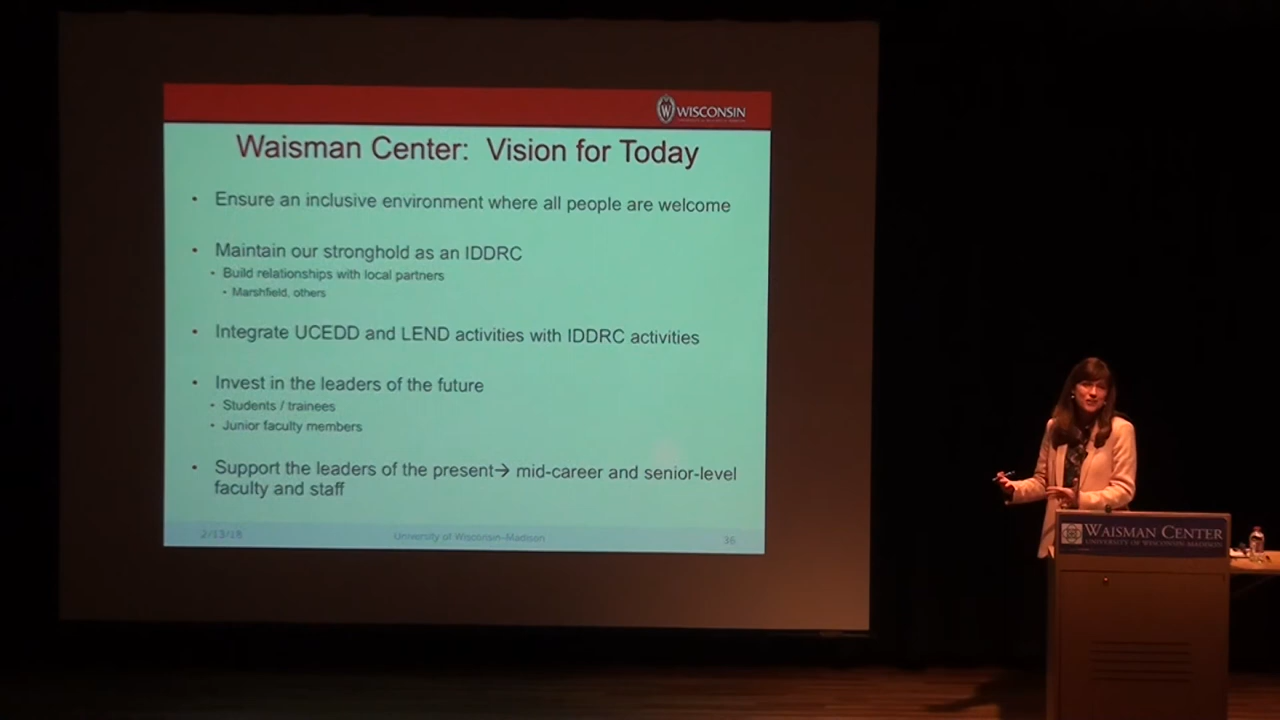 WISCONSIN
Waisman Center: Vision for Today
• Ensure an inclusive environment where all people are welcome
• Maintain our stronghold as an IDDRC
• Build relationships with local partners
• Marshfield, others
• Integrate UCEDD and LEND activities with IDDRC activities
• Invest in the leaders of the future
• Students / trainees
• Junior faculty members
• Support the leaders of the present→ mid-career and senior-level
faculty and staff
2/13/18 University of Wisconsin–Madison 36
WAISMAN CENTER
UNIVERSITY OF WISCONSIN-MADISON